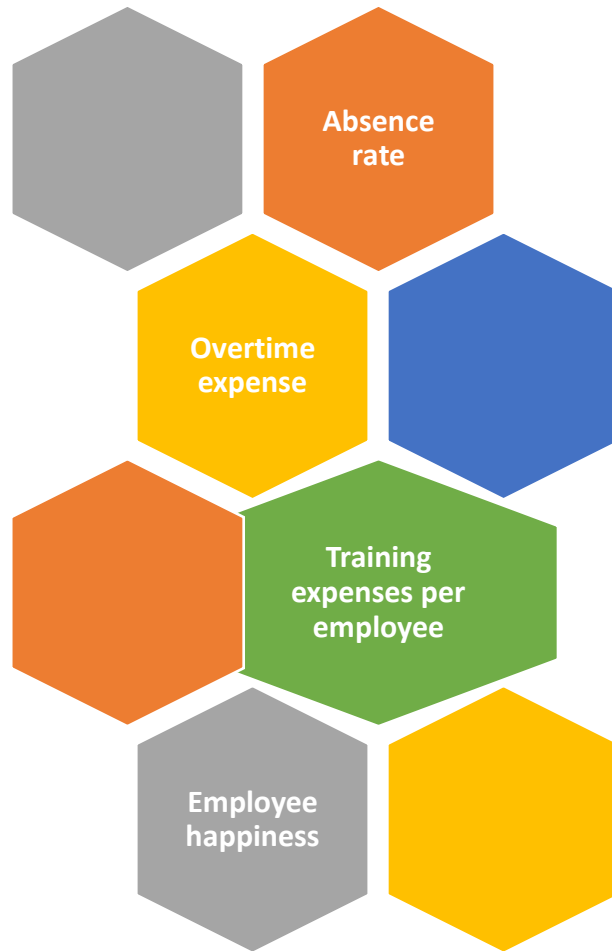 Absence
rate
Overtime
expense
Training
expenses per
employee
Employee
happiness